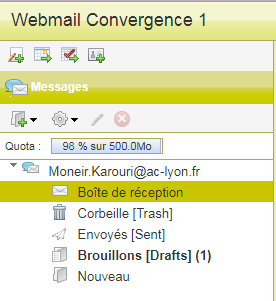 Webmail Convergence 1
Messages
Quota : 98 % sur 500.0Mo
Moneir.Karouri@ac-lyon.fr
Boîte de réception
Corbeille [Trash]
Envoyés [Sent]
Brouillons [Drafts] (1)
Nouveau